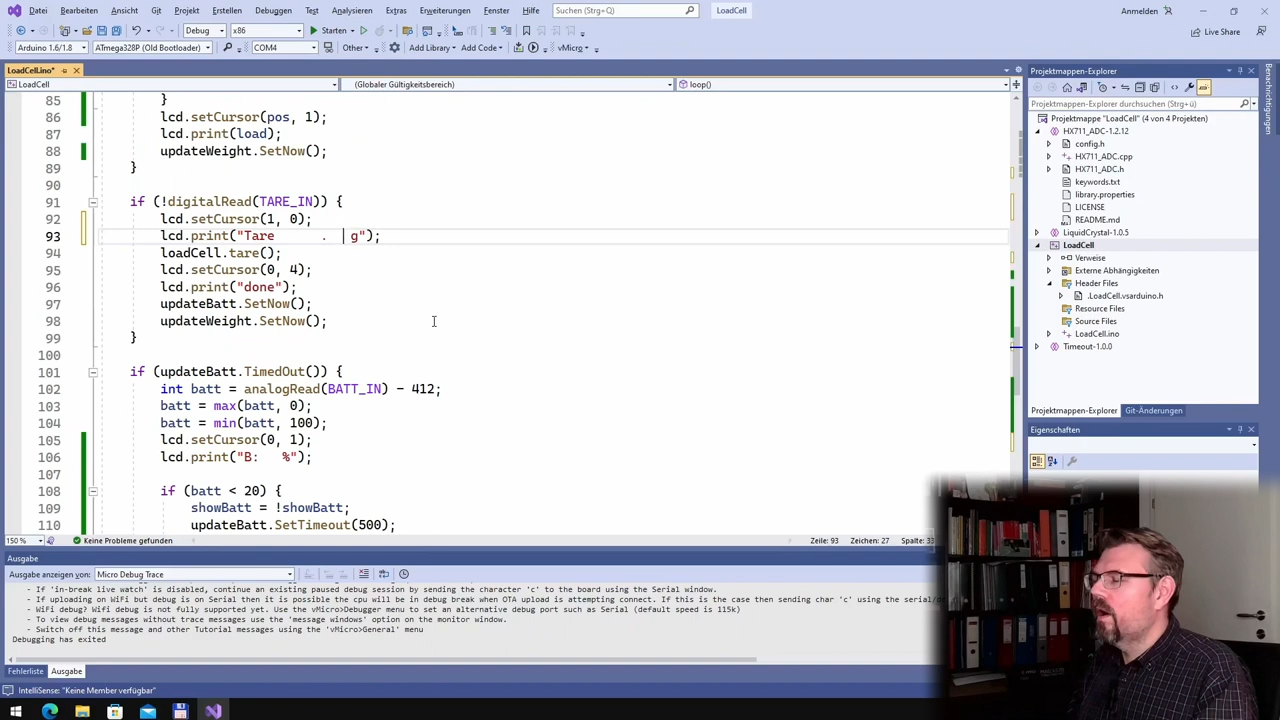 Datei Bearbeiten Ansicht Git Projekt Erstellen Debuggen Test Analysieren Extras Erweiterungen Fenster Hilfe Suchen (Strg+Q) LoadCell Anmelden
Debug x86 Starten Live Share
Arduino 1.6/1.8 ATmega328P (Old Bootloader) COM4 Other Add Library Add Code vMicro
LoadCell.ino*
LoadCell (Globaler Gültigkeitsbereich) loop()
85 }
86 lcd.setCursor(pos, 1);
87 lcd.print(load);
88 updateWeight.SetNow();
89 }
90
91 if (!digitalRead(TARE_IN)) {
92 lcd.setCursor(1, 0);
93 lcd.print("Tare      .   g");
94 loadCell.tare();
95 lcd.setCursor(0, 4);
96 lcd.print("done");
97 updateBatt.SetNow();
98 updateWeight.SetNow();
99 }
100
101 if (updateBatt.TimedOut()) {
102 int batt = analogRead(BATT_IN) - 412;
103 batt = max(batt, 0);
104 batt = min(batt, 100);
105 lcd.setCursor(0, 1);
106 lcd.print("B:   %");
107
108 if (batt < 20) {
109 showBatt = !showBatt;
110 updateBatt.SetTimeout(500);
150 % Keine Probleme gefunden Zeile: 93 Zeichen: 27 Spalte: 33
Ausgabe
Ausgabe anzeigen von: Micro Debug Trace
- If 'in-break live watch' is disabled, continue an existing paused debug session by sending the character 'c' to the board using the Serial window.
- If uploading on WiFi but debug is on Serial then it is possible the cpu will be in debug break when OTA upload is attempting connect. If this is the case then sending char 'c' using the serial/de
- WiFi debug? Wifi debug is not fully supported yet. Use the vMicro>Debugger menu to set an alternative debug port such as Serial (default speed is 115k)
- To view debug messages without trace messages use the 'message windows' option on the monitor window.
- Switch off this message and other Tutorial messages using the 'vMicro>General' menu
Debugging has exited
Fehlerliste Ausgabe
IntelliSense: "Keine Member verfügbar"
Projektmappen-Explorer
Projektmappen-Explorer durchsuchen (Strg+ü)
Projektmappe "LoadCell" (4 von 4 Projekten)
HX711_ADC-1.2.12
config.h
HX711_ADC.cpp
HX711_ADC.h
keywords.txt
library.properties
LICENSE
README.md
LiquidCrystal-1.0.5
LoadCell
Verweise
Externe Abhängigkeiten
Header Files
.LoadCell.vsarduino.h
Resource Files
Source Files
LoadCell.ino
Timeout-1.0.0
Projektmappen-Explorer Git-Änderungen
Eigenschaften
Benachrichtigungen